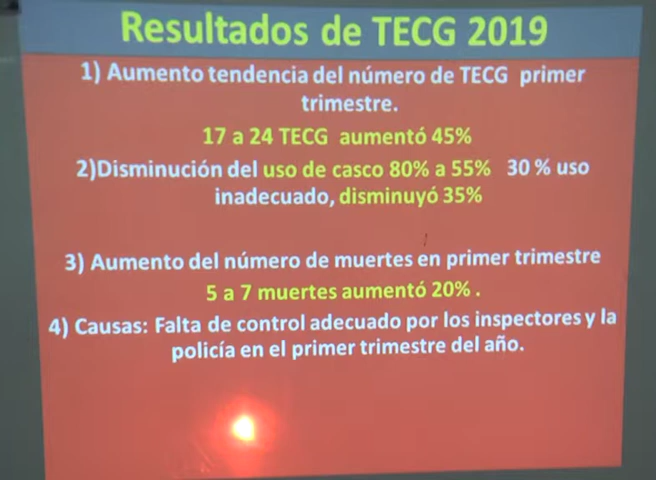 Resultados de TECG 2019
1) Aumento tendencia del número de TECG primer
trimestre.
17 a 24 TECG aumentó 45%
2)Disminución del uso de casco 80% a 55% 30 % uso
inadecuado, disminuyó 35%
3) Aumento del número de muertes en primer trimestre
5 a 7 muertes aumentó 20% .
4) Causas: Falta de control adecuado por los inspectores y la
policía en el primer trimestre del año.